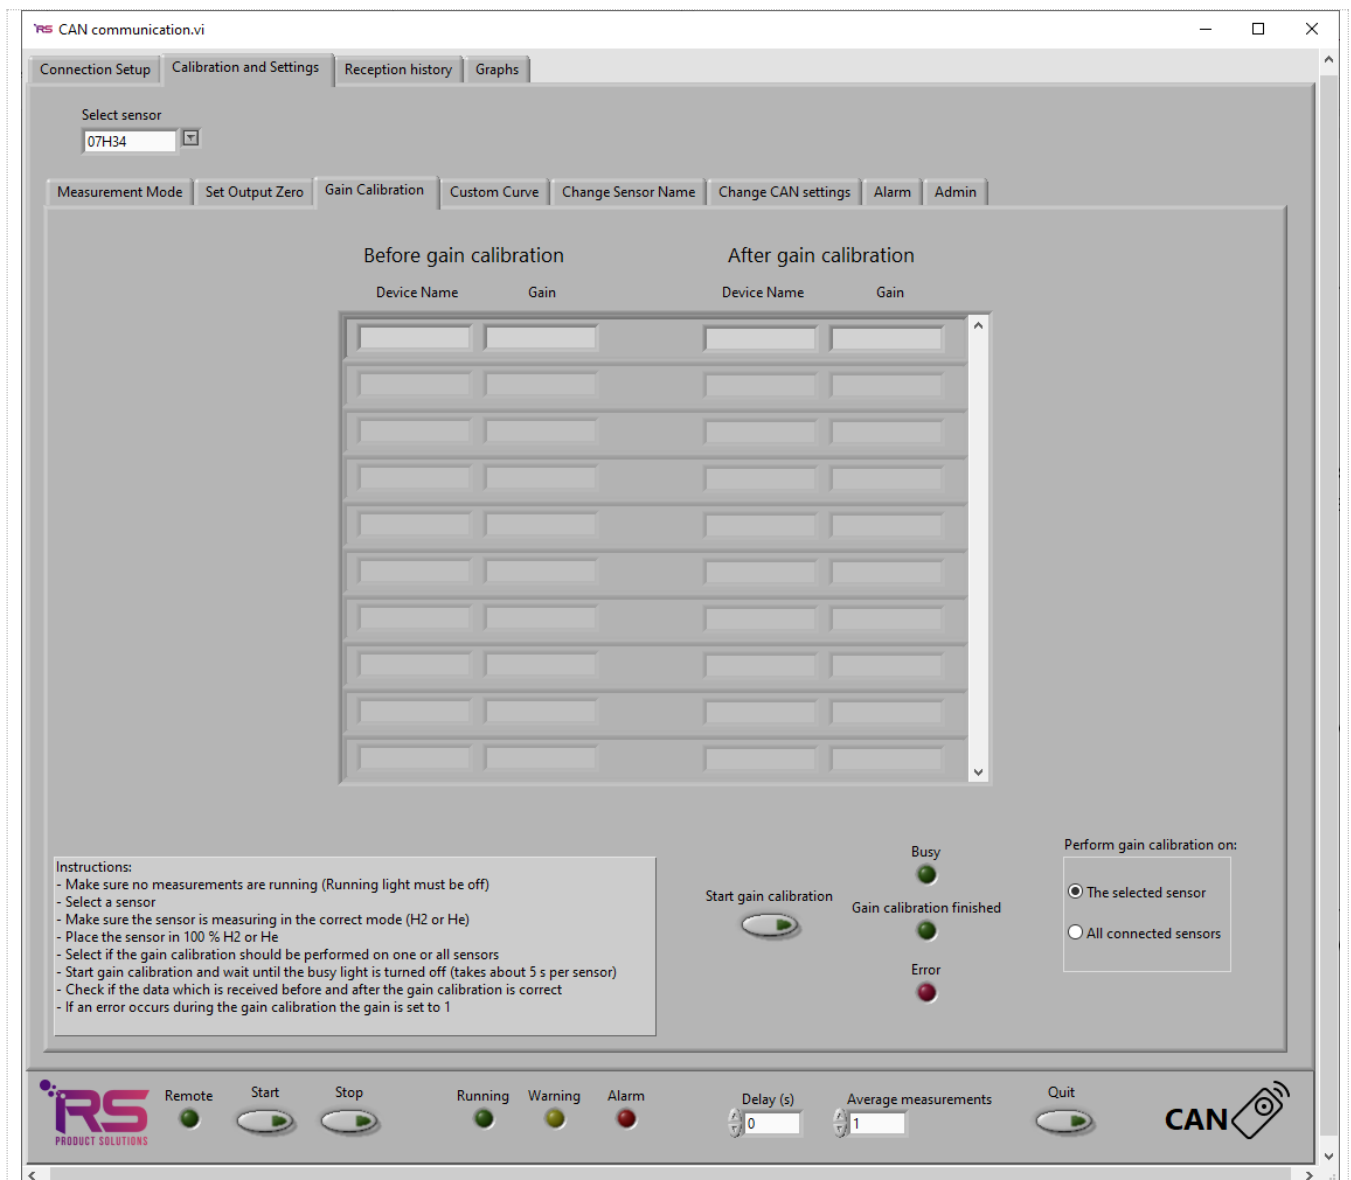 RS CAN communication.vi
Connection Setup Calibration and Settings Reception history Graphs
Select sensor
07H34
Measurement Mode Set Output Zero Gain Calibration Custom Curve Change Sensor Name Change CAN settings Alarm Admin
Before gain calibration After gain calibration
Device Name Gain Device Name Gain
Instructions:
- Make sure no measurements are running (Running light must be off)
- Select a sensor
- Make sure the sensor is measuring in the correct mode (H2 or He)
- Place the sensor in 100 % H2 or He
- Select if the gain calibration should be performed on one or all sensors
- Start gain calibration and wait until the busy light is turned off (takes about 5 s per sensor)
- Check if the data which is received before and after the gain calibration is correct
- If an error occurs during the gain calibration the gain is set to 1
Start gain calibration
Busy
Gain calibration finished
Error
Perform gain calibration on:
The selected sensor
All connected sensors
RS
PRODUCT SOLUTIONS
Remote Start Stop Running Warning Alarm Delay (s) Average measurements Quit
0 1
CAN